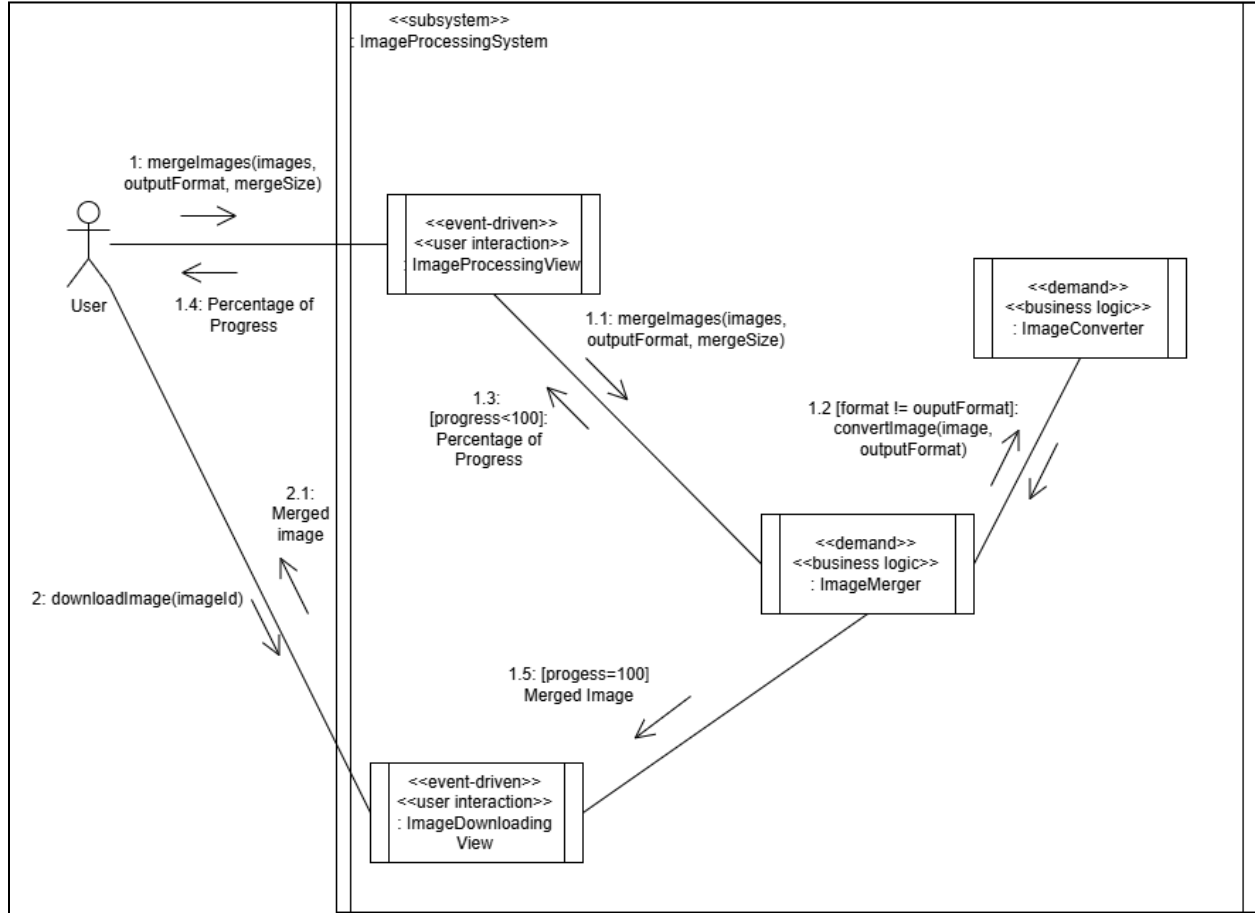 <<subsystem>>
: ImageProcessingSystem
1: mergeImages(images,
outputFormat, mergeSize)
<<event-driven>>
<<user interaction>>
: ImageProcessingView
User
1.4: Percentage of
Progress
<<demand>>
<<business logic>>
: ImageConverter
1.1: mergeImages(images,
outputFormat, mergeSize)
1.3:
[progress<100]:
Percentage of
Progress
1.2 [format != ouputFormat]:
convertImage(image,
outputFormat)
2.1:
Merged
image
<<demand>>
<<business logic>>
: ImageMerger
2: downloadImage(imageId)
1.5: [progess=100]
Merged Image
<<event-driven>>
<<user interaction>>
: ImageDownloading
View